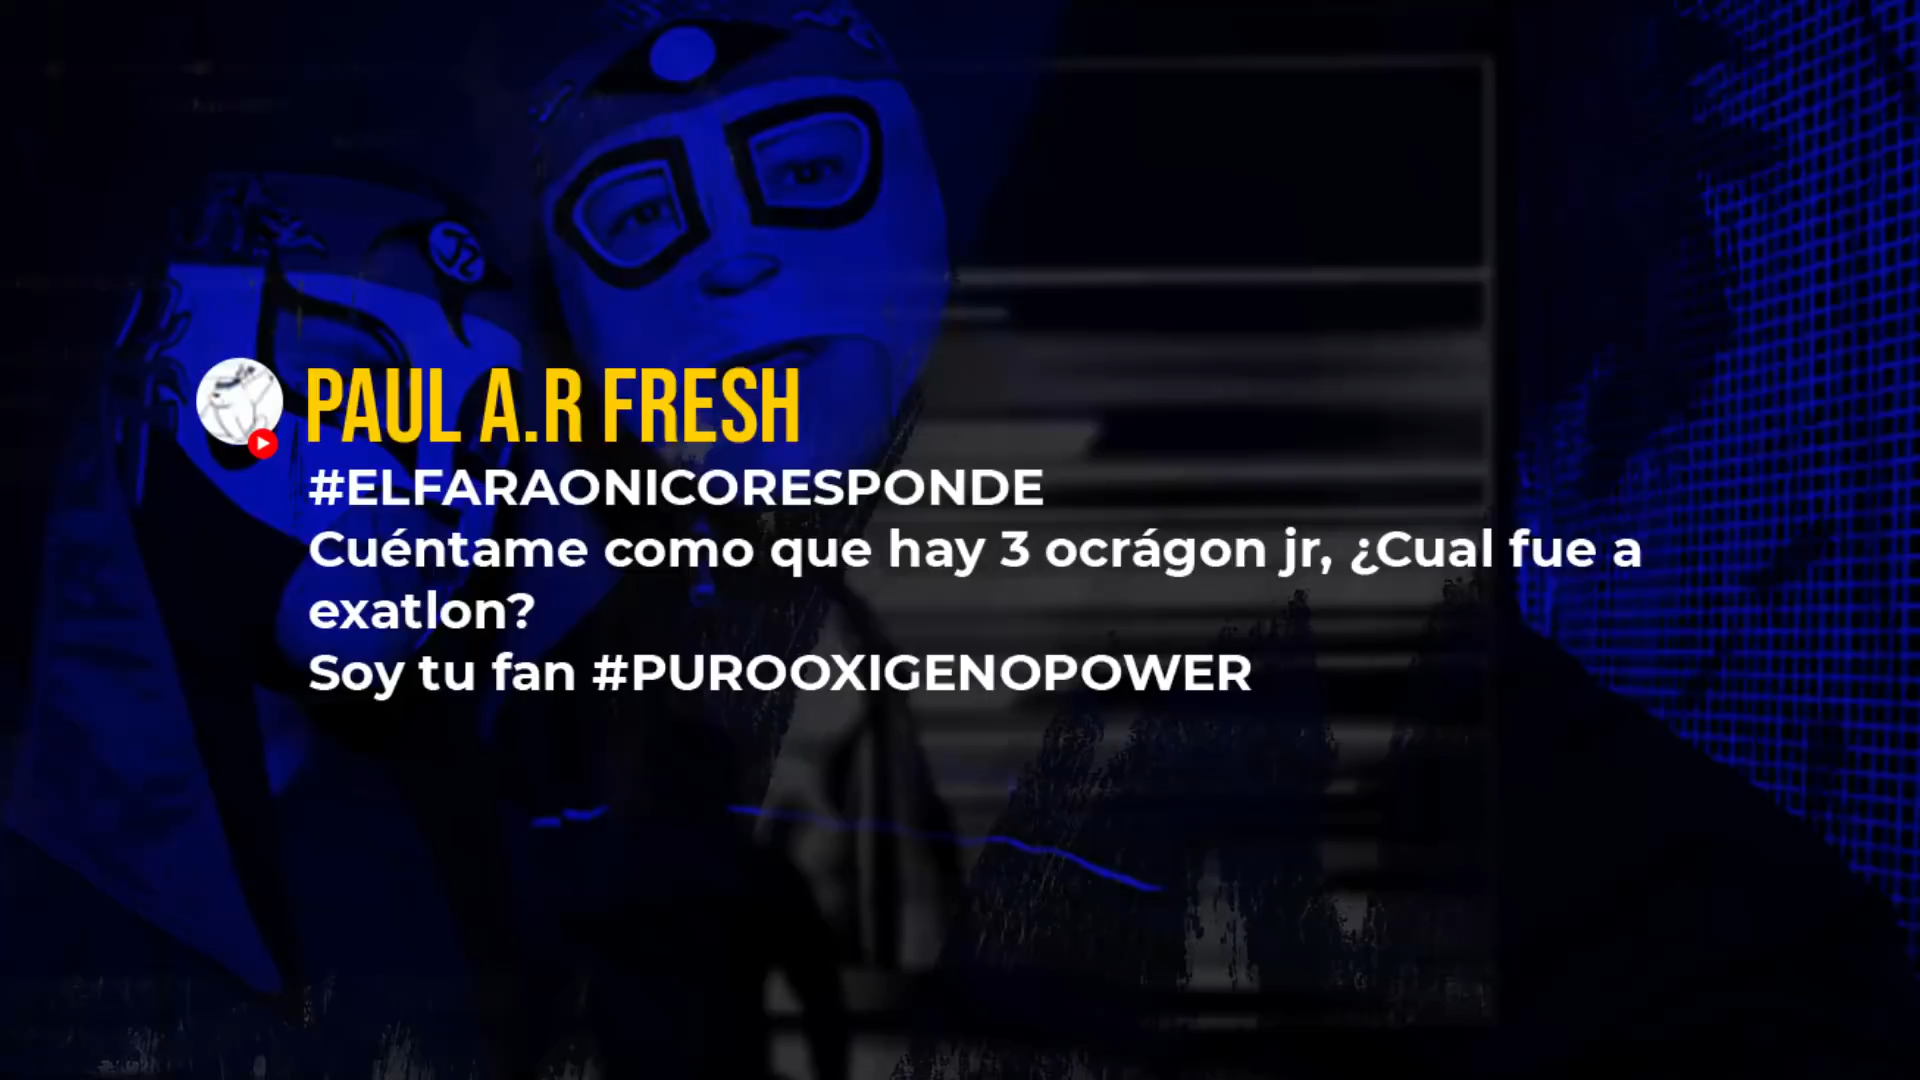 PAUL A.R FRESH
#ELFARAONICORESPONDE
Cuéntame como que hay 3 ocrágon jr, ¿Cual fue a
exatlon?
Soy tu fan #PUROOXIGENOPOWER